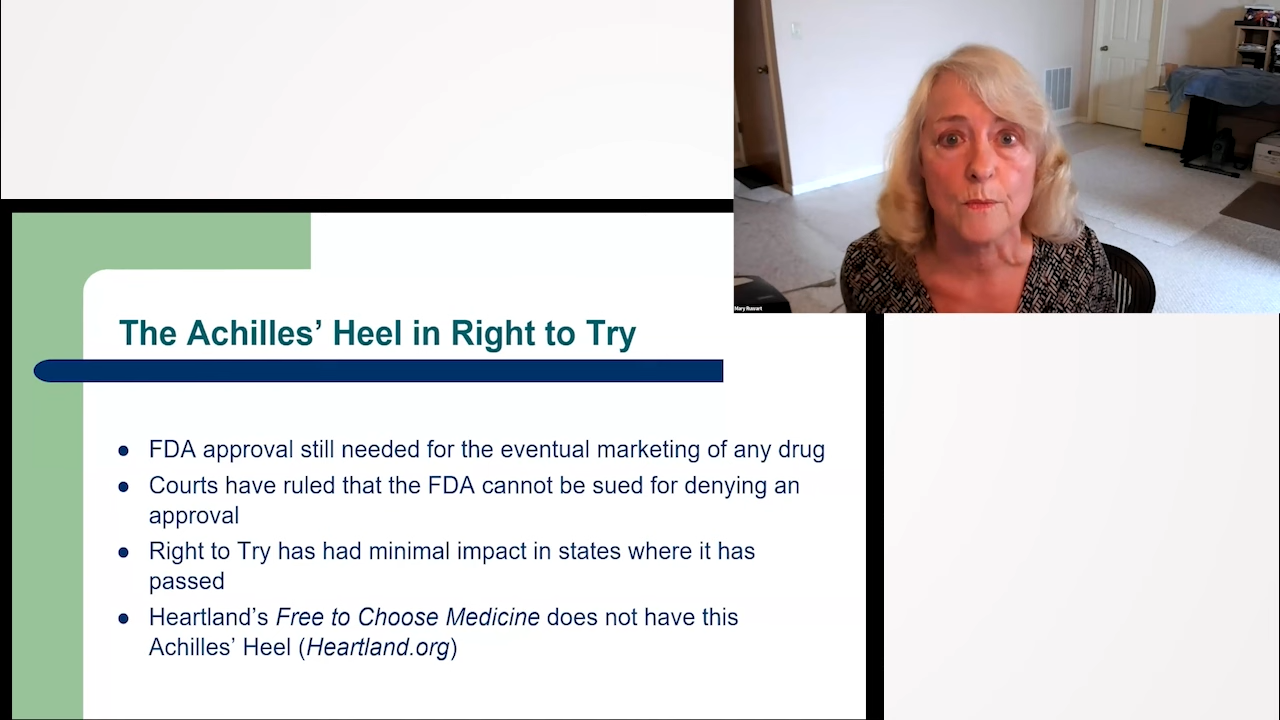 Mary Ruwart
The Achilles’ Heel in Right to Try
● FDA approval still needed for the eventual marketing of any drug
● Courts have ruled that the FDA cannot be sued for denying an
approval
● Right to Try has had minimal impact in states where it has
passed
● Heartland’s Free to Choose Medicine does not have this
Achilles’ Heel (Heartland.org)